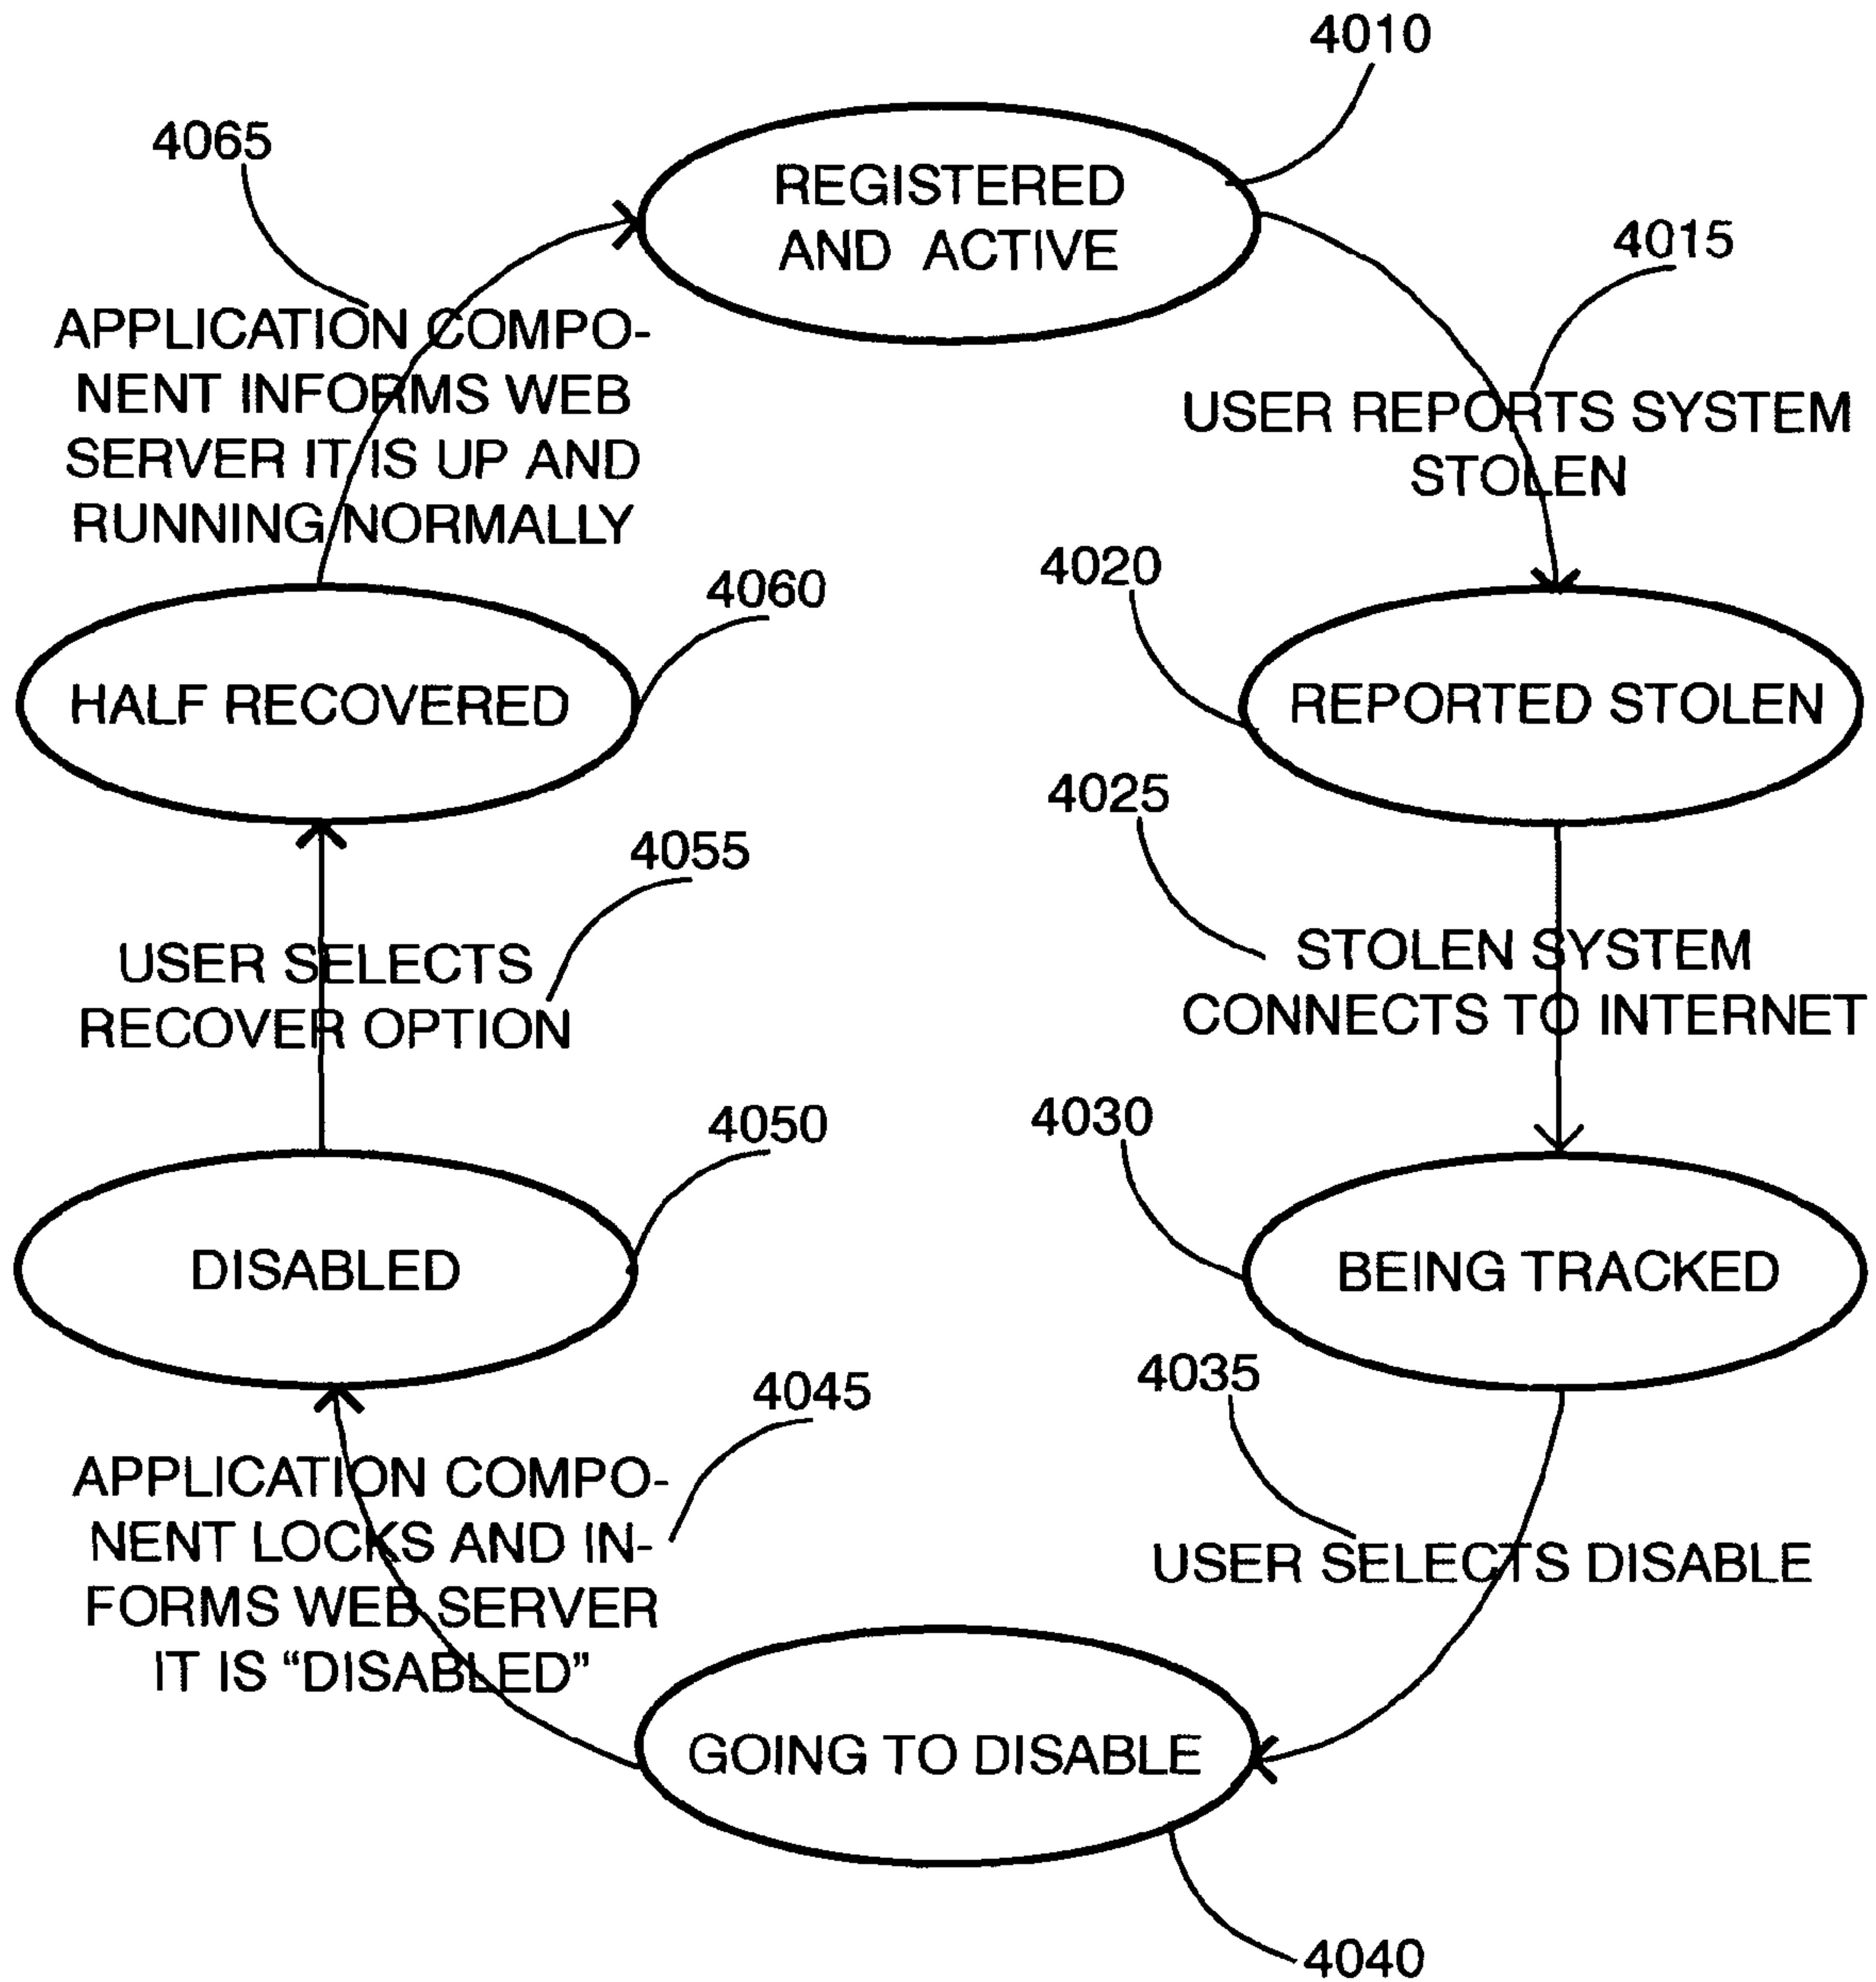 4010
4065
REGISTERED
AND ACTIVE
4015
APPLICATION COMPO-
NENT INFORMS WEB
SERVER IT IS UP AND
RUNNING NORMALLY
USER REPORTS SYSTEM
STOLEN
4020
4060
HALF RECOVERED
REPORTED STOLEN
4025
4055
USER SELECTS
RECOVER OPTION
STOLEN SYSTEM
CONNECTS TO INTERNET
4030
4050
DISABLED
BEING TRACKED
4035
4045
APPLICATION COMPO-
NENT LOCKS AND IN-
FORMS WEB SERVER
IT IS “DISABLED”
USER SELECTS DISABLE
GOING TO DISABLE
4040